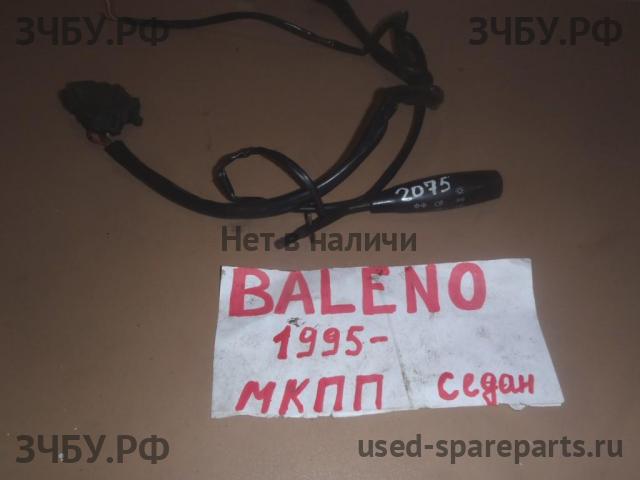 ЗЧБУ.РФ ЗЧБУ.РФ
2075
Нет в наличи
BALENO
1995-
МКПП Седан
ЗЧБУ.РФ used-spareparts.ru